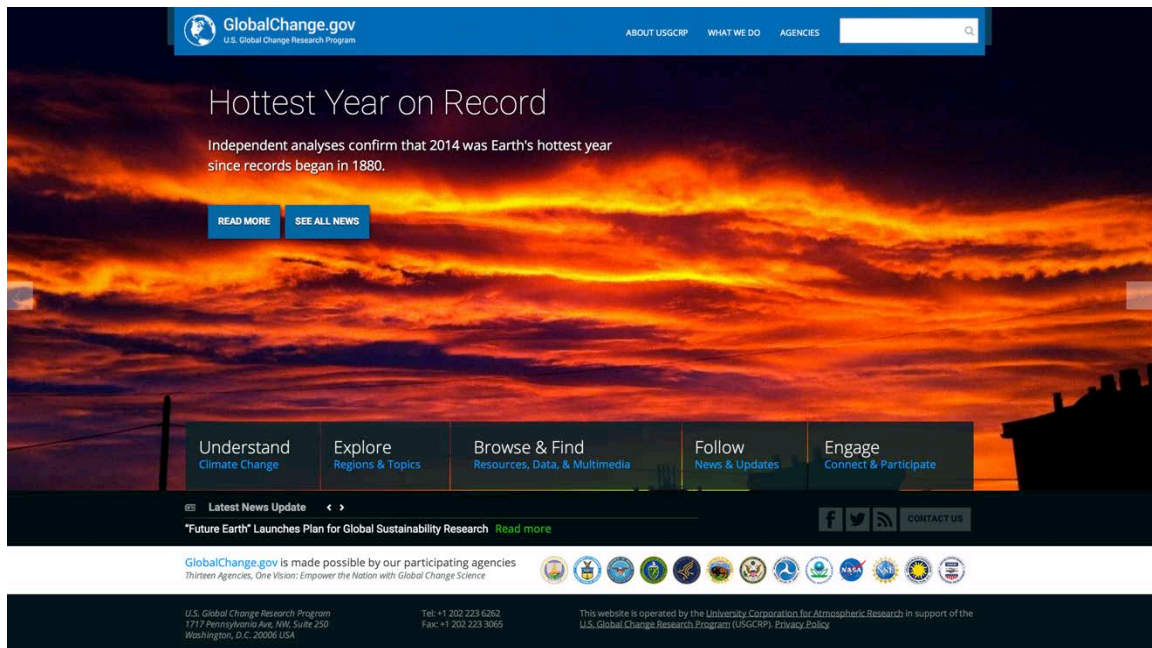 GlobalChange.gov
U.S. Global Change Research Program
ABOUT USGCRP WHAT WE DO AGENCIES
Hottest Year on Record
Independent analyses confirm that 2014 was Earth's hottest year
since records began in 1880.
READ MORE SEE ALL NEWS
Understand
Climate Change
Explore
Regions & Topics
Browse & Find
Resources, Data, & Multimedia
Follow
News & Updates
Engage
Connect & Participate
Latest News Update
"Future Earth" Launches Plan for Global Sustainability Research Read more
CONTACT US
GlobalChange.gov is made possible by our participating agencies
Thirteen Agencies, One Vision: Empower the Nation with Global Change Science
NASA
U.S. Global Change Research Program
1717 Pennsylvania Ave, NW, Suite 250
Washington, D.C. 20006 USA
Tel: +1 202 223 6262
Fax: +1 202 223 3065
This website is operated by the University Corporation for Atmospheric Research in support of the
U.S. Global Change Research Program (USGCRP). Privacy Policy